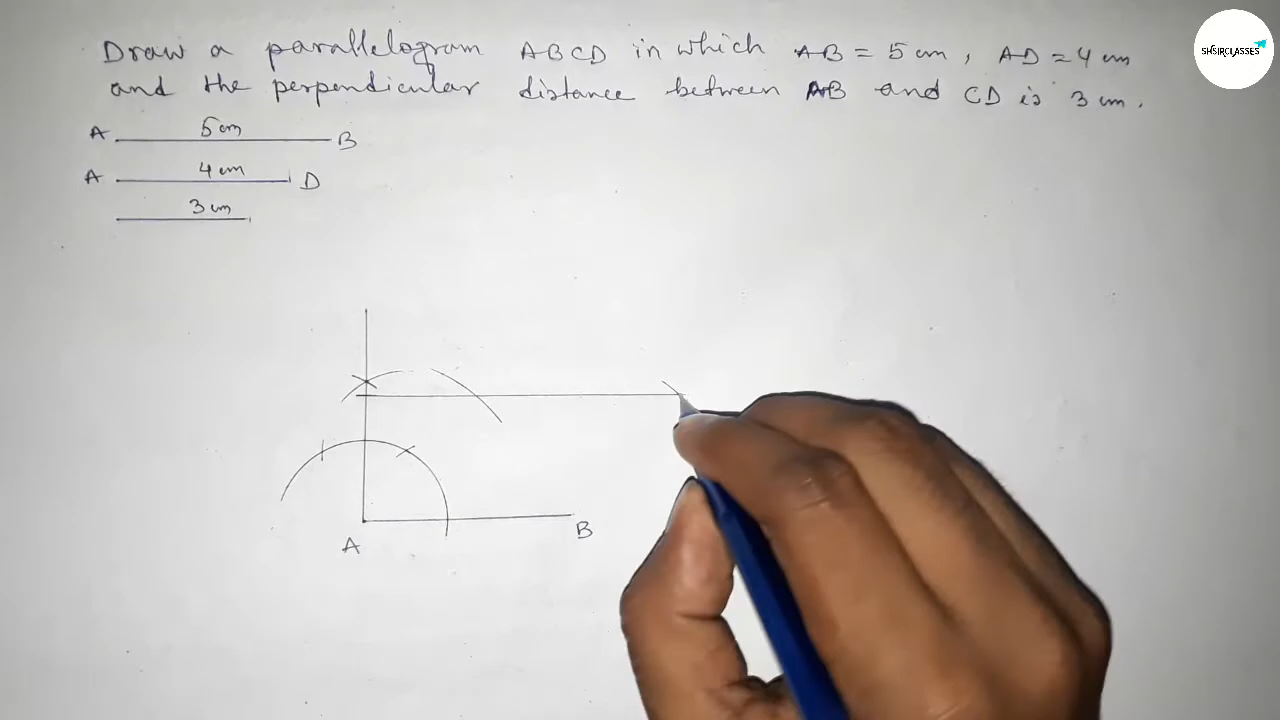 SHSIRCLASSES
Draw a parallelogram ABCD in which AB = 5 cm, AD = 4 cm
and the perpendicular distance between AB and CD is 3 cm.
A 5 cm B
A 4 cm D
3 cm
A B